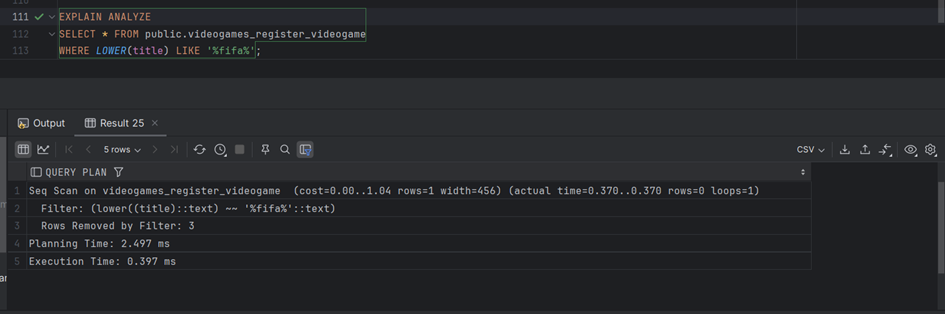 111 EXPLAIN ANALYZE
112 SELECT * FROM public.videogames_register_videogame
113 WHERE LOWER(title) LIKE '%fifa%';
Output Result 25
5 rows CSV
QUERY PLAN
1 Seq Scan on videogames_register_videogame (cost=0.00..1.04 rows=1 width=456) (actual time=0.370..0.370 rows=0 loops=1)
2 Filter: (lower((title)::text) ~~ '%fifa%'::text)
3 Rows Removed by Filter: 3
4 Planning Time: 2.497 ms
5 Execution Time: 0.397 ms